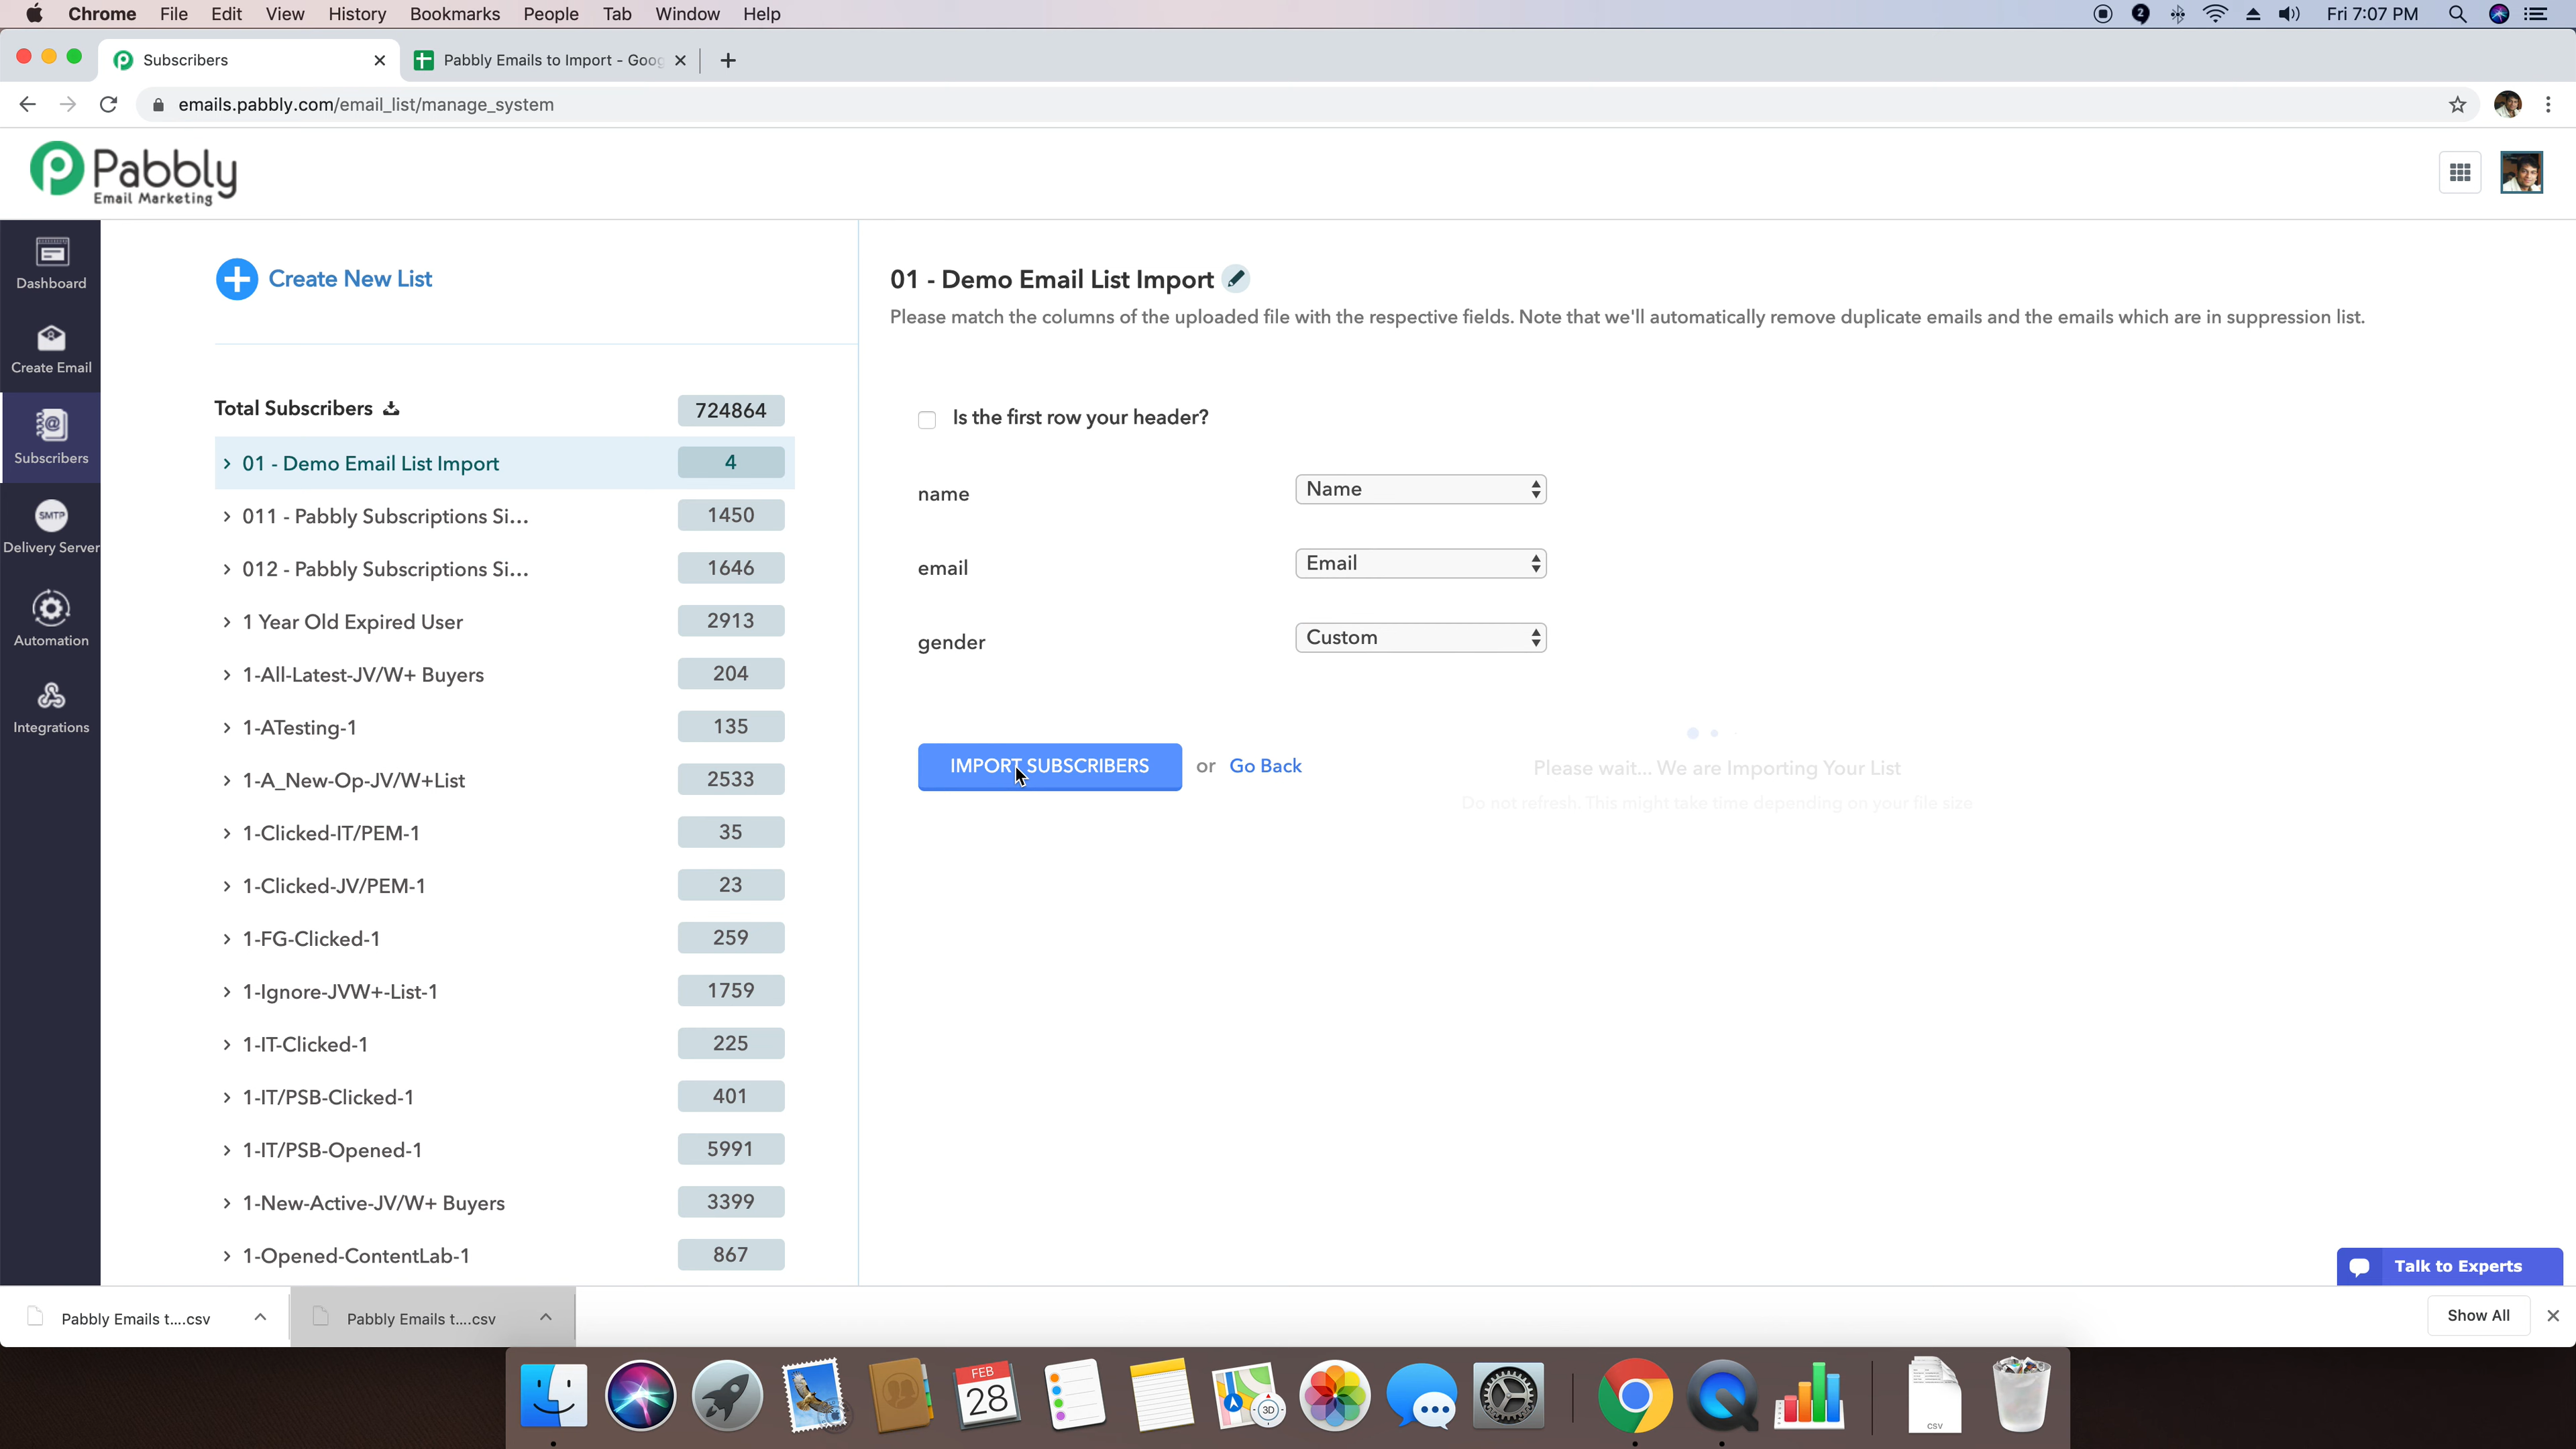 Chrome File Edit View History Bookmarks People Tab Window Help
2 Fri 7:07 PM
Subscribers
Pabbly Emails to Import - Goog
emails.pabbly.com/email_list/manage_system
Pabbly
Email Marketing
Dashboard
Create Email
Subscribers
SMTP
Delivery Server
Automation
Integrations
Create New List
Total Subscribers 724864
01 - Demo Email List Import 4
011 - Pabbly Subscriptions Si... 1450
012 - Pabbly Subscriptions Si... 1646
1 Year Old Expired User 2913
1-All-Latest-JV/W+ Buyers 204
1-ATesting-1 135
1-A_New-Op-JV/W+List 2533
1-Clicked-IT/PEM-1 35
1-Clicked-JV/PEM-1 23
1-FG-Clicked-1 259
1-Ignore-JVW+-List-1 1759
1-IT-Clicked-1 225
1-IT/PSB-Clicked-1 401
1-IT/PSB-Opened-1 5991
1-New-Active-JV/W+ Buyers 3399
1-Opened-ContentLab-1 867
01 - Demo Email List Import
Please match the columns of the uploaded file with the respective fields. Note that we'll automatically remove duplicate emails and the emails which are in suppression list.
Is the first row your header?
name Name
email Email
gender Custom
IMPORT SUBSCRIBERS or Go Back
Please wait... We are Importing Your List
Do not refresh. This might take time depending on your file size
Talk to Experts
Pabbly Emails t....csv
Pabbly Emails t....csv
Show All
FEB
28
3D
CSV